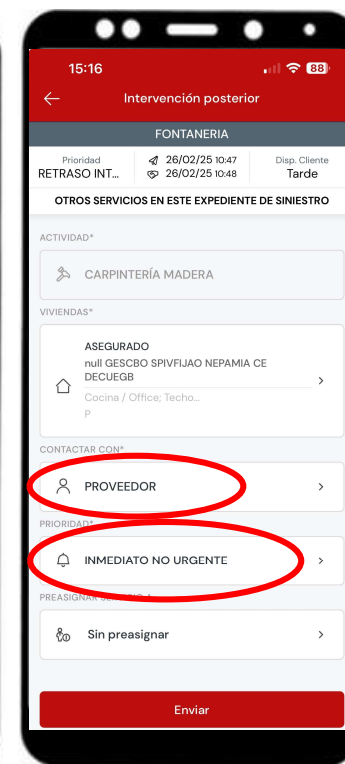 15:16
88
Intervención posterior
FONTANERIA
Prioridad
RETRASO INT...
26/02/25 10:47
26/02/25 10:48
Disp. Cliente
Tarde
OTROS SERVICIOS EN ESTE EXPEDIENTE DE SINIESTRO
ACTIVIDAD*
CARPINTERÍA MADERA
VIVIENDAS*
ASEGURADO
null GESCBO SPIVFIJAO NEPAMIA CE
DECUEGB
Cocina / Office; Techo...
P
CONTACTAR CON*
PROVEEDOR
PRIORIDAD*
INMEDIATO NO URGENTE
PREASIGNAR
Sin preasignar
Enviar